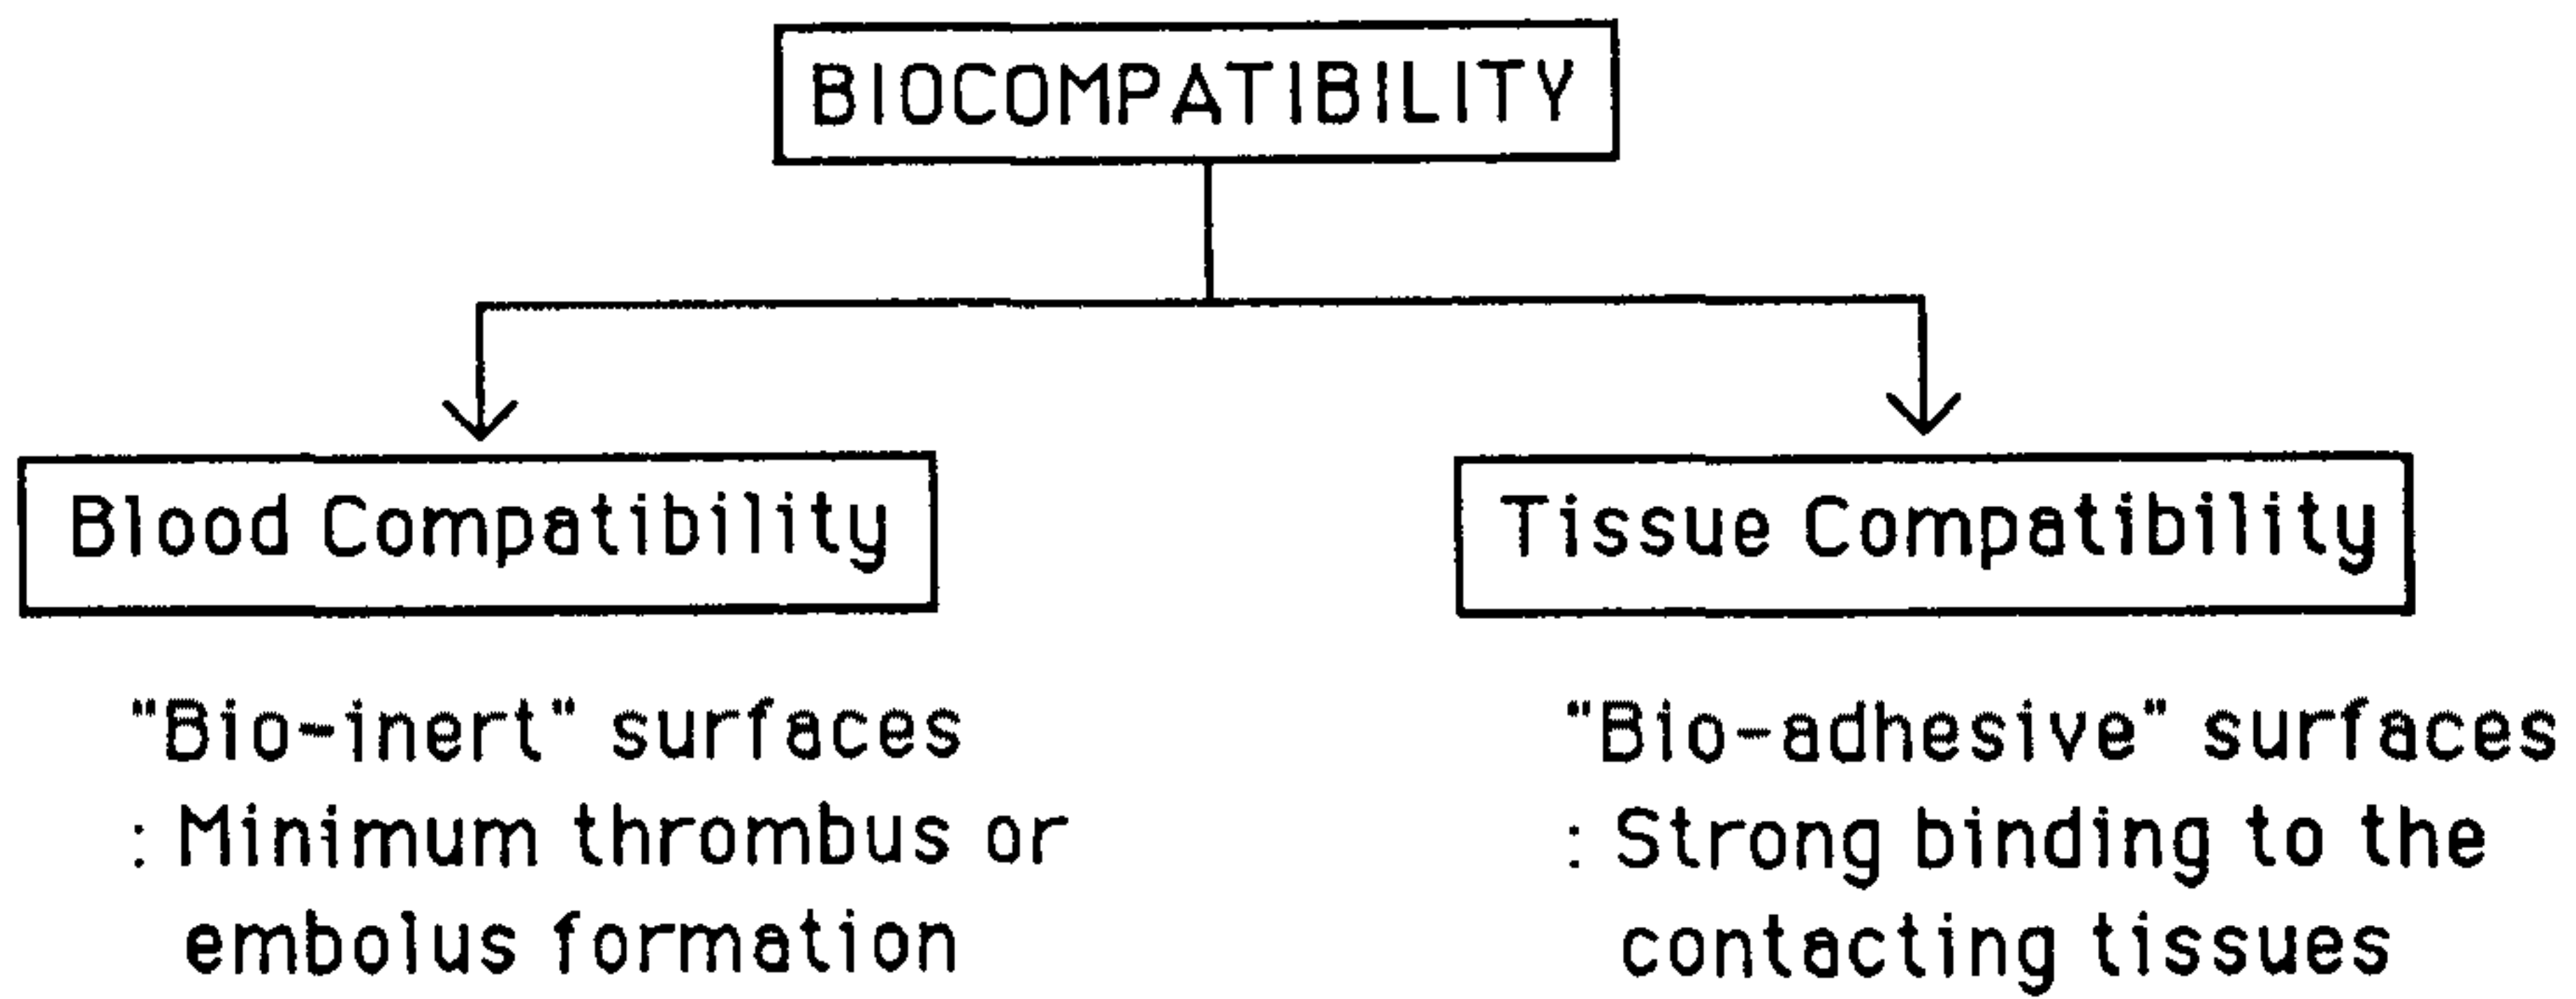 BIOCOMPATIBILITY
Blood Compatibility
"Bio-inert" surfaces
: Minimum thrombus or
embolus formation
Tissue Compatibility
"Bio-adhesive" surfaces
: Strong binding to the
contacting tissues